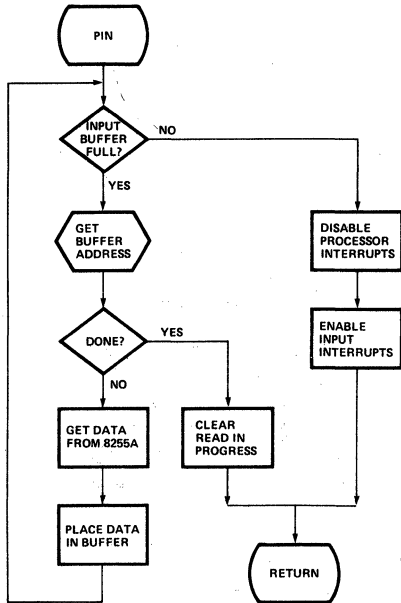 PIN
INPUT
BUFFER
FULL?
NO
YES
GET
BUFFER
ADDRESS
DISABLE
PROCESSOR
INTERRUPTS
DONE?
YES
NO
ENABLE
INPUT
INTERRUPTS
GET DATA
FROM 8255A
CLEAR
READ IN
PROGRESS
PLACE DATA
IN BUFFER
RETURN